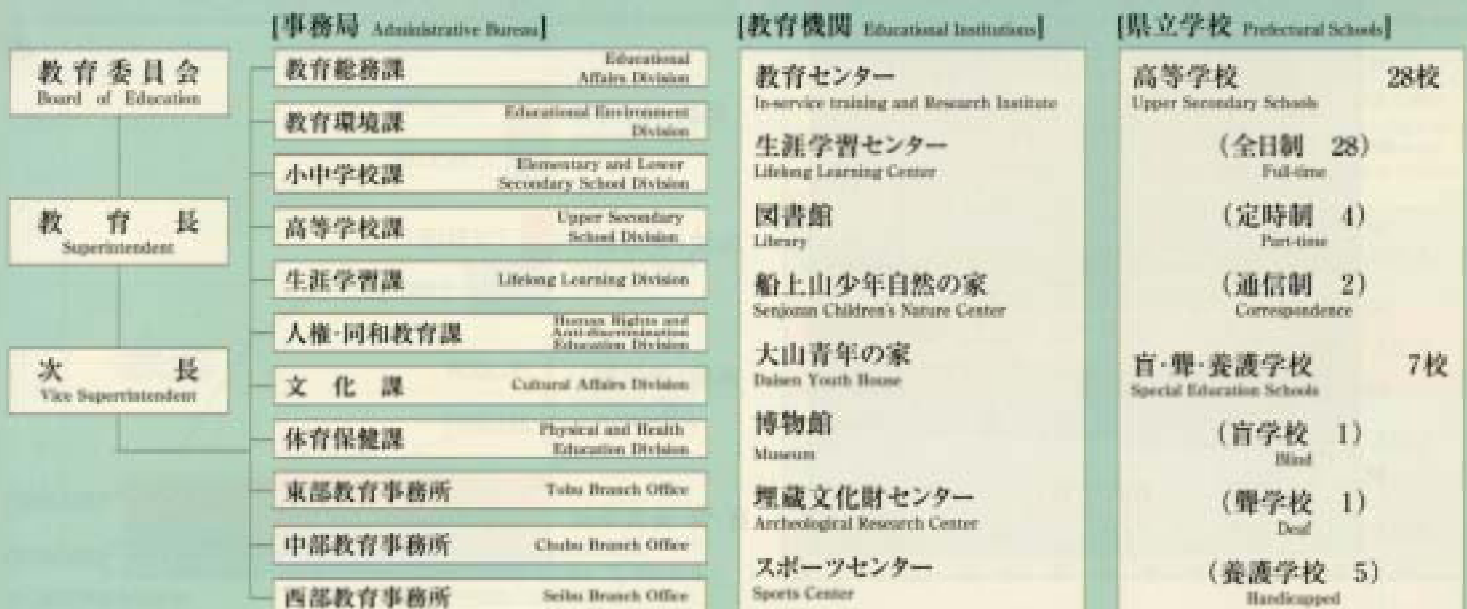 [事務局 Administrative Bureau]
教育委員会
Board of Education
教育長
Superintendent
次長
Vice Superintendent
教育総務課 Educational
Affairs Division
教育環境課 Educational Environment
Division
小中学校課 Elementary and Lower
Secondary School Division
高等学校課 Upper Secondary
School Division
生涯学習課 Lifelong Learning Division
人権·同和教育課 Human Rights and
Anti-discrimination
Education Division
文化課 Cultural Affairs Division
体育保健課 Physical and Health
Education Division
東部教育事務所 Tobu Branch Office
中部教育事務所 Chubu Branch Office
西部教育事務所 Seibu Branch Office
[教育機関 Educational Institutions]
教育センター
In-service training and Research Institute
生涯学習センター
Lifelong Learning Center
図書館
Library
船上山少年自然の家
Senjozan Children's Nature Center
大山青年の家
Daisen Youth House
博物館
Museum
埋蔵文化財センター
Archeological Research Center
スポーツセンター
Sports Center
[県立学校 Prefectural Schools]
高等学校 28校
Upper Secondary Schools
(全日制 28)
Full-time
(定時制 4)
Part-time
(通信制 2)
Correspondence
盲·聾·養護学校 7校
Special Education Schools
(盲学校 1)
Blind
(聾学校 1)
Deaf
(養護学校 5)
Handicapped